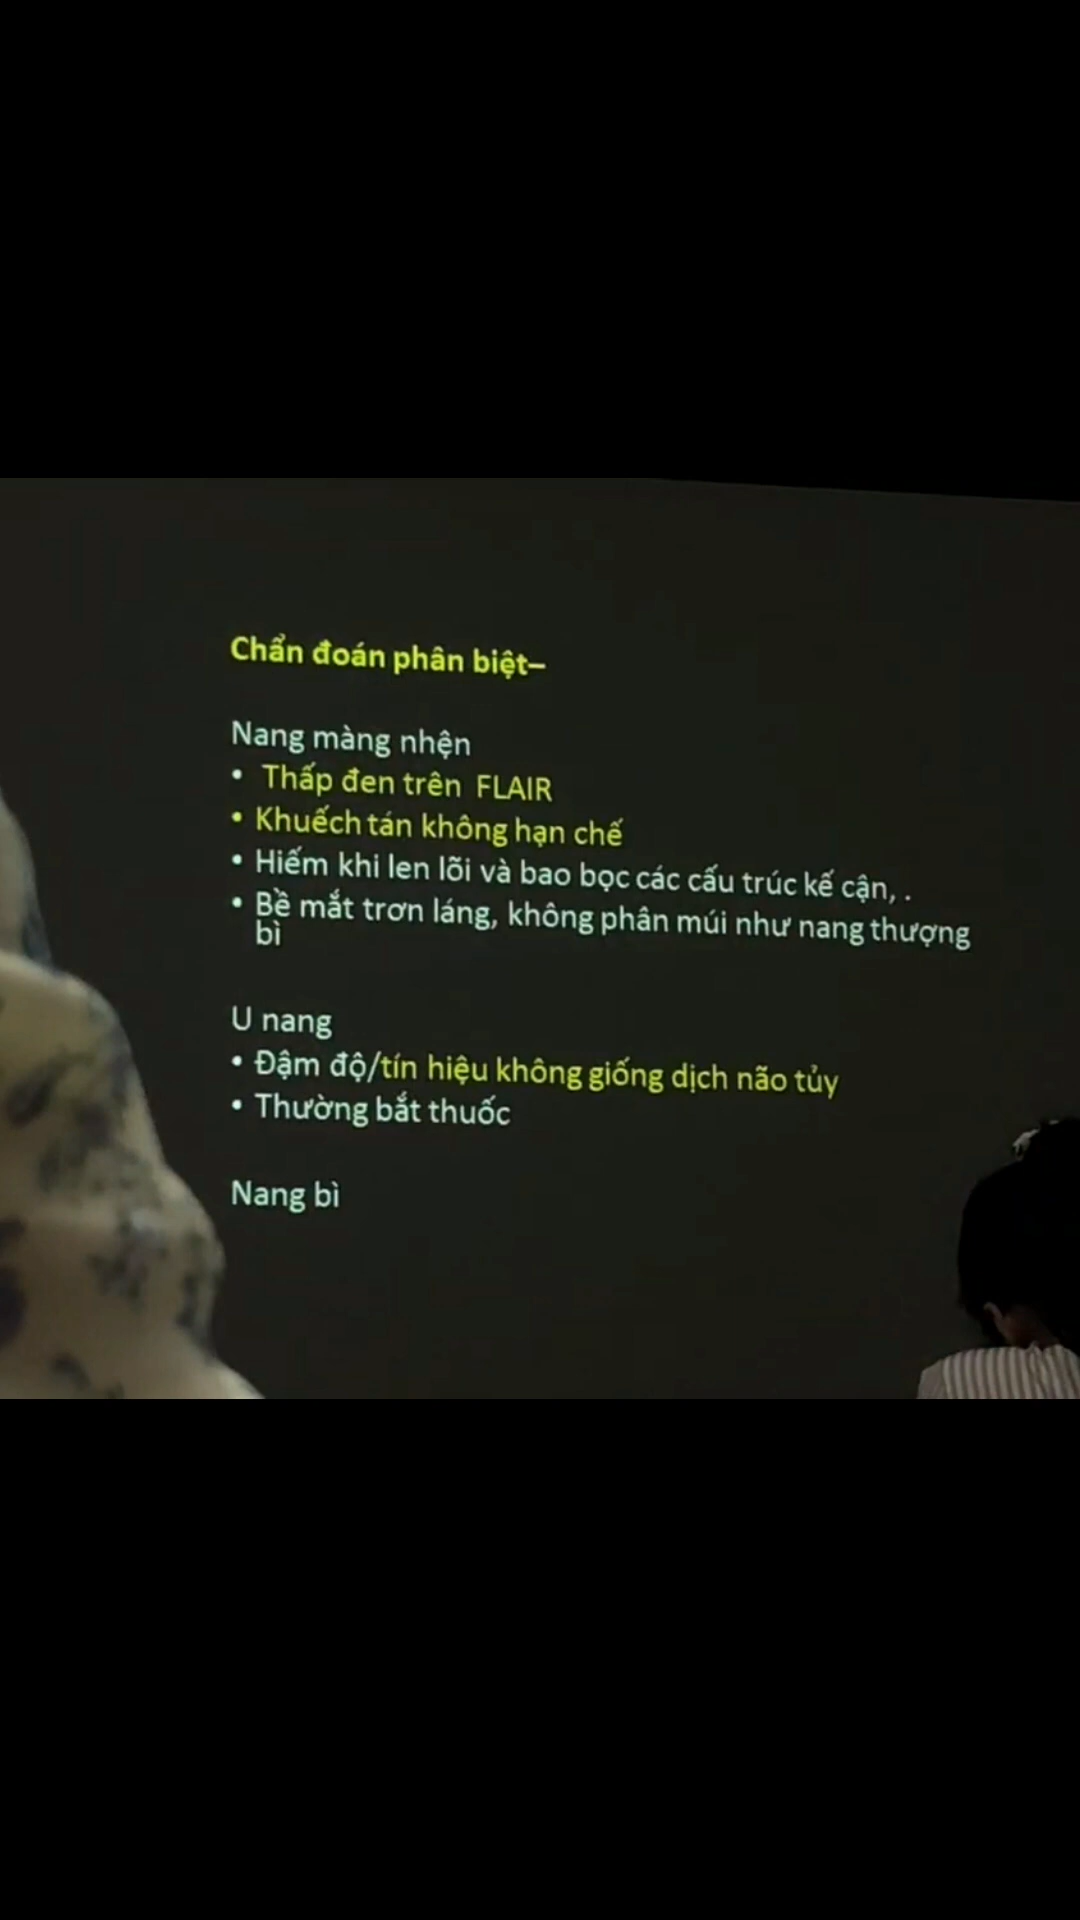 Chẩn đoán phân biệt–
Nang màng nhện
• Thấp đen trên FLAIR
• Khuếch tán không hạn chế
• Hiếm khi len lõi và bao bọc các cấu trúc kế cận, .
• Bề mắt trơn láng, không phân múi như nang thượng
bì
U nang
• Đậm độ/tín hiệu không giống dịch não tủy
• Thường bắt thuốc
Nang bì